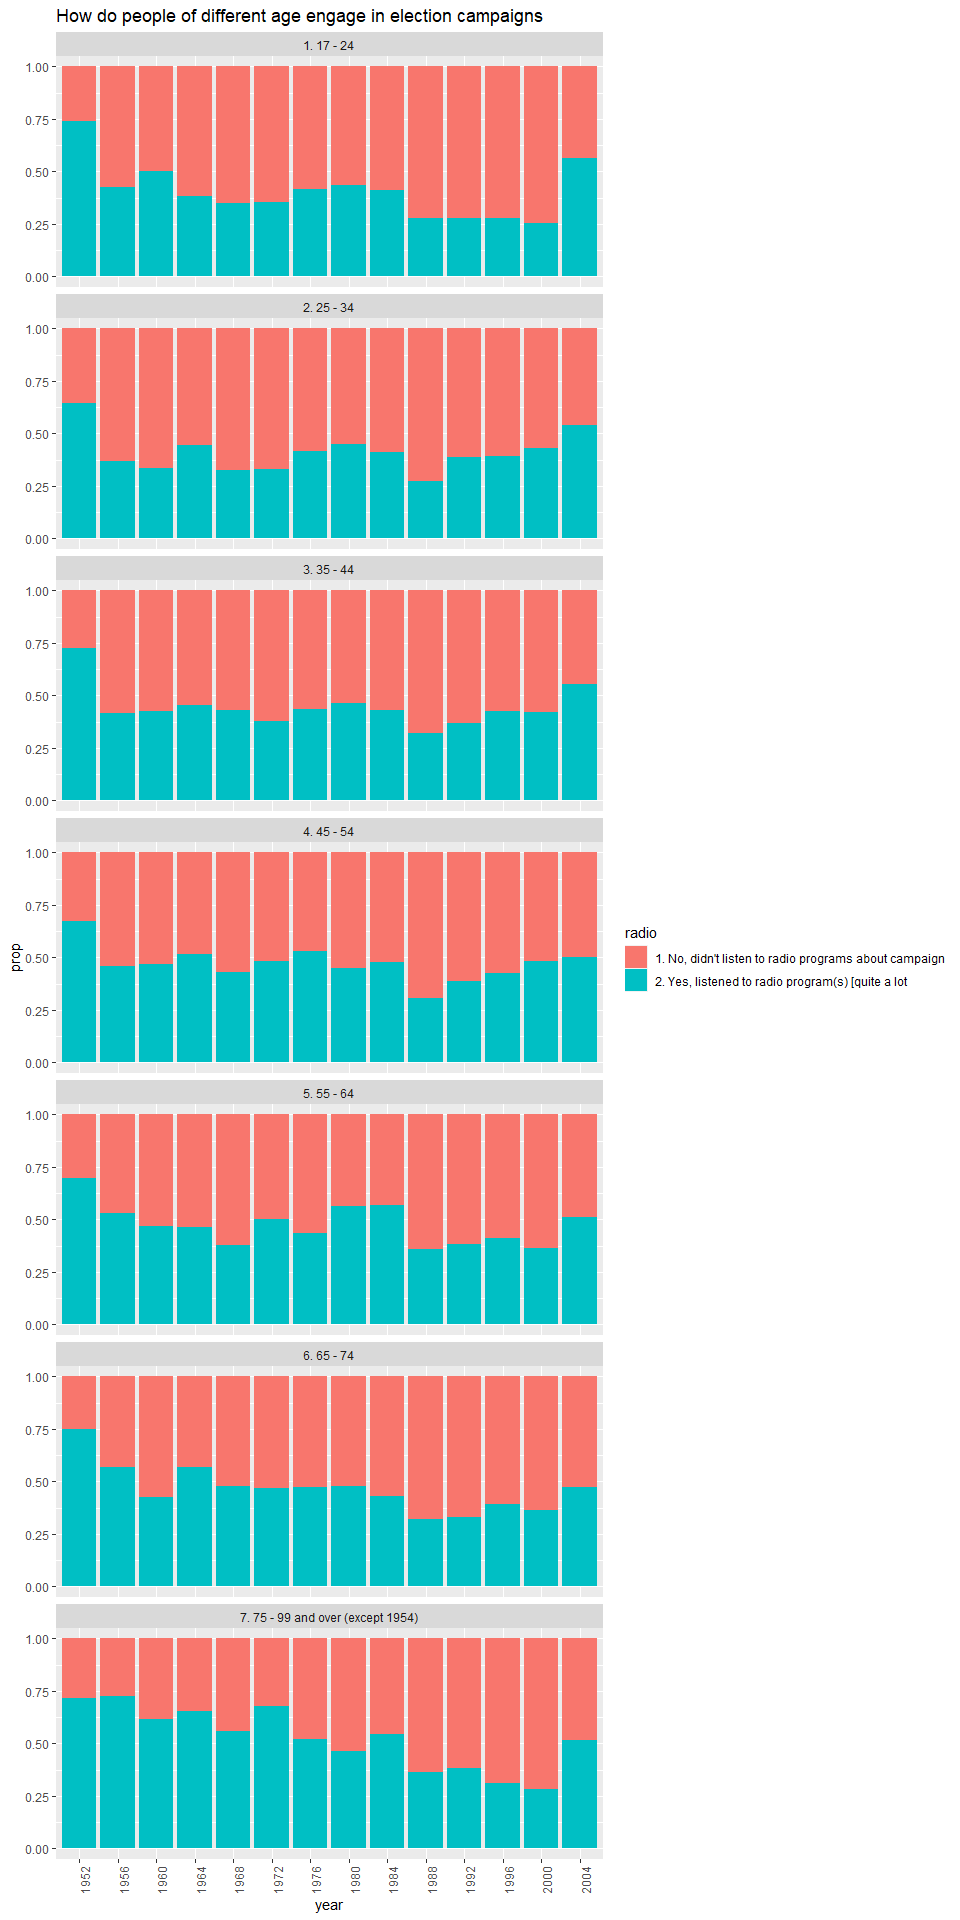 How do people of different age engage in election campaigns
1. 17 - 24
1.00
0.75
0.50
0.25
0.00
2. 25 - 34
1.00
0.75
0.50
0.25
0.00
3. 35 - 44
1.00
0.75
0.50
0.25
0.00
4. 45 - 54
1.00
0.75
0.50
0.25
0.00
prop
radio
1. No, didn't listen to radio programs about campaign
2. Yes, listened to radio program(s) [quite a lot
5. 55 - 64
1.00
0.75
0.50
0.25
0.00
6. 65 - 74
1.00
0.75
0.50
0.25
0.00
7. 75 - 99 and over (except 1954)
1.00
0.75
0.50
0.25
0.00
1952 1956 1960 1964 1968 1972 1976 1980 1984 1988 1992 1996 2000 2004
year